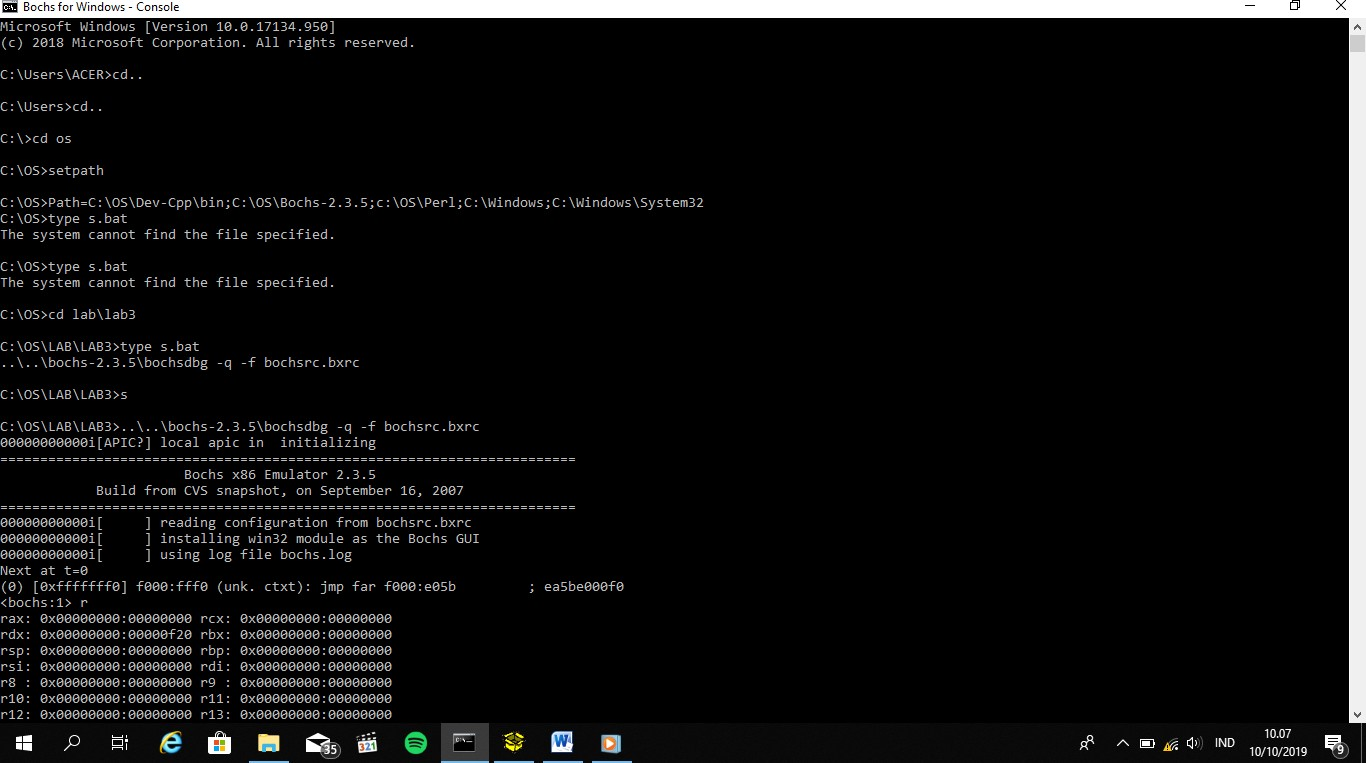 Bochs for Windows - Console
Microsoft Windows [Version 10.0.17134.950]
(c) 2018 Microsoft Corporation. All rights reserved.
C:\Users\ACER>cd..
C:\Users>cd..
C:\>cd os
C:\OS>setpath
C:\OS>Path=C:\OS\Dev-Cpp\bin;C:\OS\Bochs-2.3.5;c:\OS\Perl;C:\Windows;C:\Windows\System32
C:\OS>type s.bat
The system cannot find the file specified.
C:\OS>type s.bat
The system cannot find the file specified.
C:\OS>cd lab\lab3
C:\OS\LAB\LAB3>type s.bat
..\..\bochs-2.3.5\bochsdbg -q -f bochsrc.bxrc
C:\OS\LAB\LAB3>s
C:\OS\LAB\LAB3>..\..\bochs-2.3.5\bochsdbg -q -f bochsrc.bxrc
00000000000i[APIC?] local apic in  initializing
========================================================================
Bochs x86 Emulator 2.3.5
Build from CVS snapshot, on September 16, 2007
========================================================================
00000000000i[     ] reading configuration from bochsrc.bxrc
00000000000i[     ] installing win32 module as the Bochs GUI
00000000000i[     ] using log file bochs.log
Next at t=0
(0) [0xfffffff0] f000:fff0 (unk. ctxt): jmp far f000:e05b         ; ea5be000f0
<bochs:1> r
rax: 0x00000000:00000000 rcx: 0x00000000:00000000
rdx: 0x00000000:00000f20 rbx: 0x00000000:00000000
rsp: 0x00000000:00000000 rbp: 0x00000000:00000000
rsi: 0x00000000:00000000 rdi: 0x00000000:00000000
r8 : 0x00000000:00000000 r9 : 0x00000000:00000000
r10: 0x00000000:00000000 r11: 0x00000000:00000000
r12: 0x00000000:00000000 r13: 0x00000000:00000000
35
321
IND
10.07
10/10/2019
9